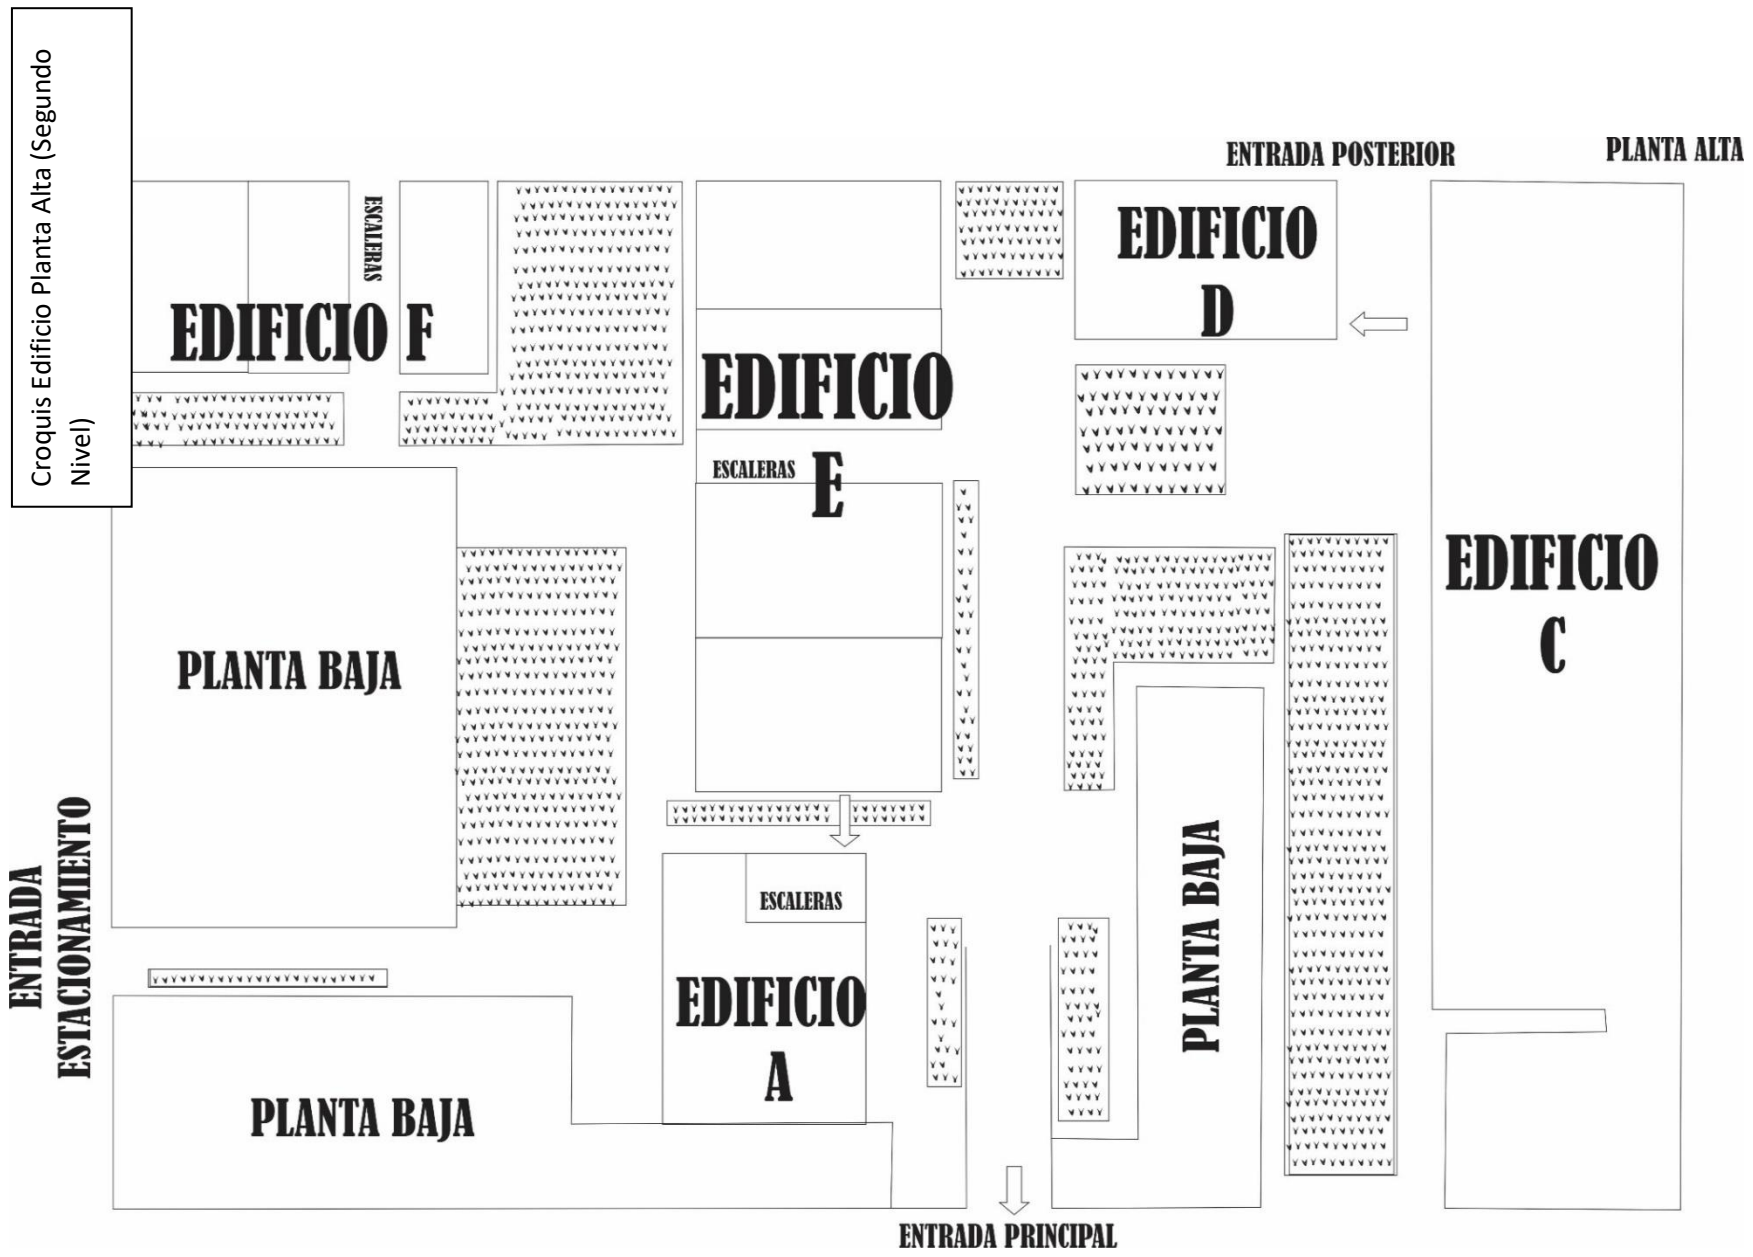 Croquis Edificio Planta Alta (Segundo
Nivel)
ENTRADA POSTERIOR
PLANTA ALTA
ESCALERAS
EDIFICIO F
EDIFICIO
D
EDIFICIO
E
ESCALERAS
EDIFICIO
C
PLANTA BAJA
ENTRADA
ESTACIONAMIENTO
PLANTA BAJA
ESCALERAS
EDIFICIO
A
PLANTA BAJA
ENTRADA PRINCIPAL